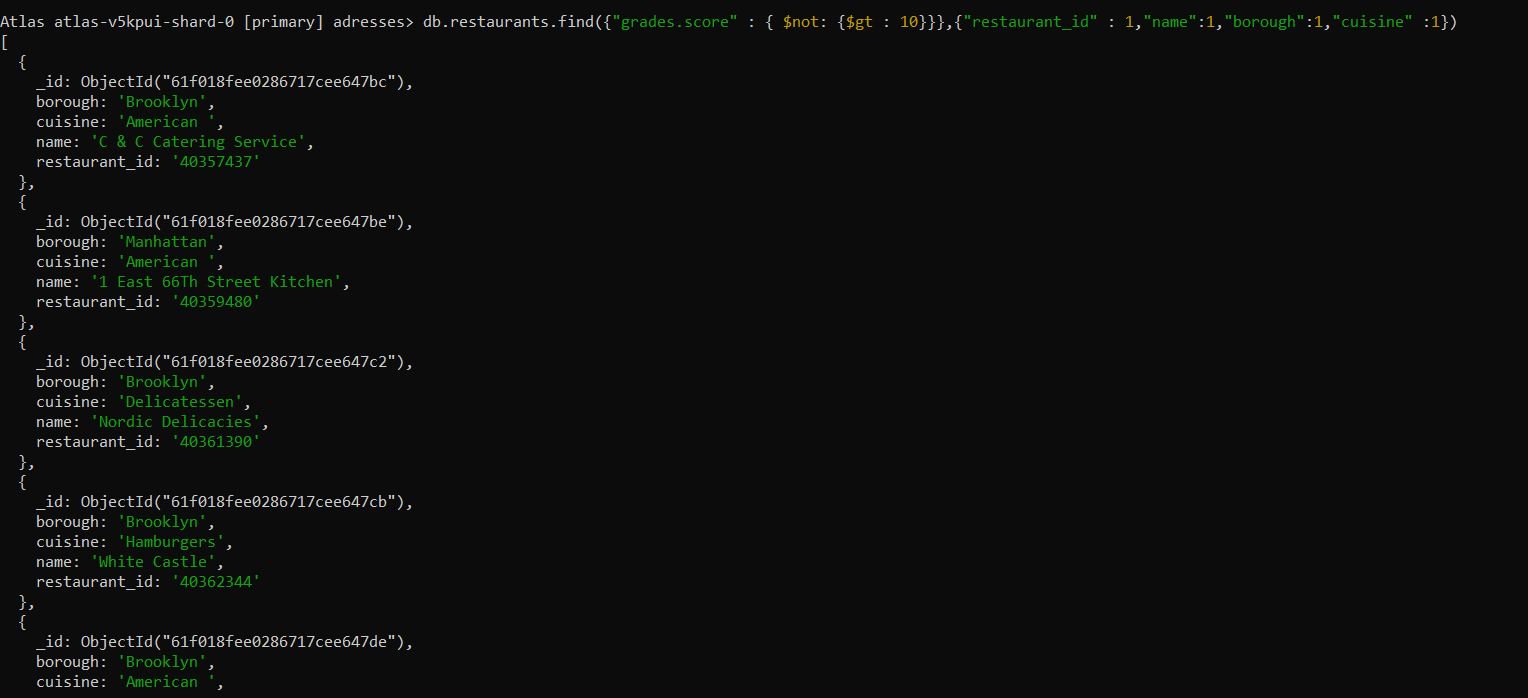 Atlas atlas-v5kpui-shard-0 [primary] adresses> db.restaurants.find({"grades.score" : { $not: {$gt : 10}}},{"restaurant_id" : 1,"name":1,"borough":1,"cuisine" :1})
[
  {
    _id: ObjectId("61f018fee0286717cee647bc"),
    borough: 'Brooklyn',
    cuisine: 'American ',
    name: 'C & C Catering Service',
    restaurant_id: '40357437'
  },
  {
    _id: ObjectId("61f018fee0286717cee647be"),
    borough: 'Manhattan',
    cuisine: 'American ',
    name: '1 East 66Th Street Kitchen',
    restaurant_id: '40359480'
  },
  {
    _id: ObjectId("61f018fee0286717cee647c2"),
    borough: 'Brooklyn',
    cuisine: 'Delicatessen',
    name: 'Nordic Delicacies',
    restaurant_id: '40361390'
  },
  {
    _id: ObjectId("61f018fee0286717cee647cb"),
    borough: 'Brooklyn',
    cuisine: 'Hamburgers',
    name: 'White Castle',
    restaurant_id: '40362344'
  },
  {
    _id: ObjectId("61f018fee0286717cee647de"),
    borough: 'Brooklyn',
    cuisine: 'American ',